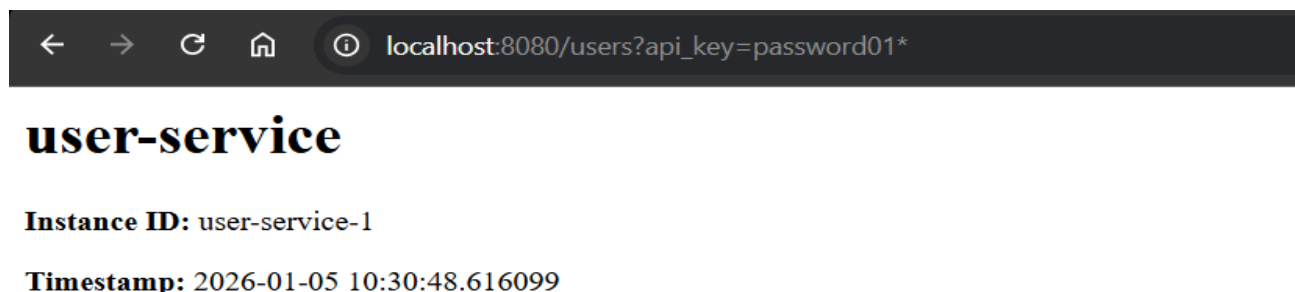 localhost:8080/users?api_key=password01*
user-service
Instance ID: user-service-1
Timestamp: 2026-01-05 10:30:48.616099